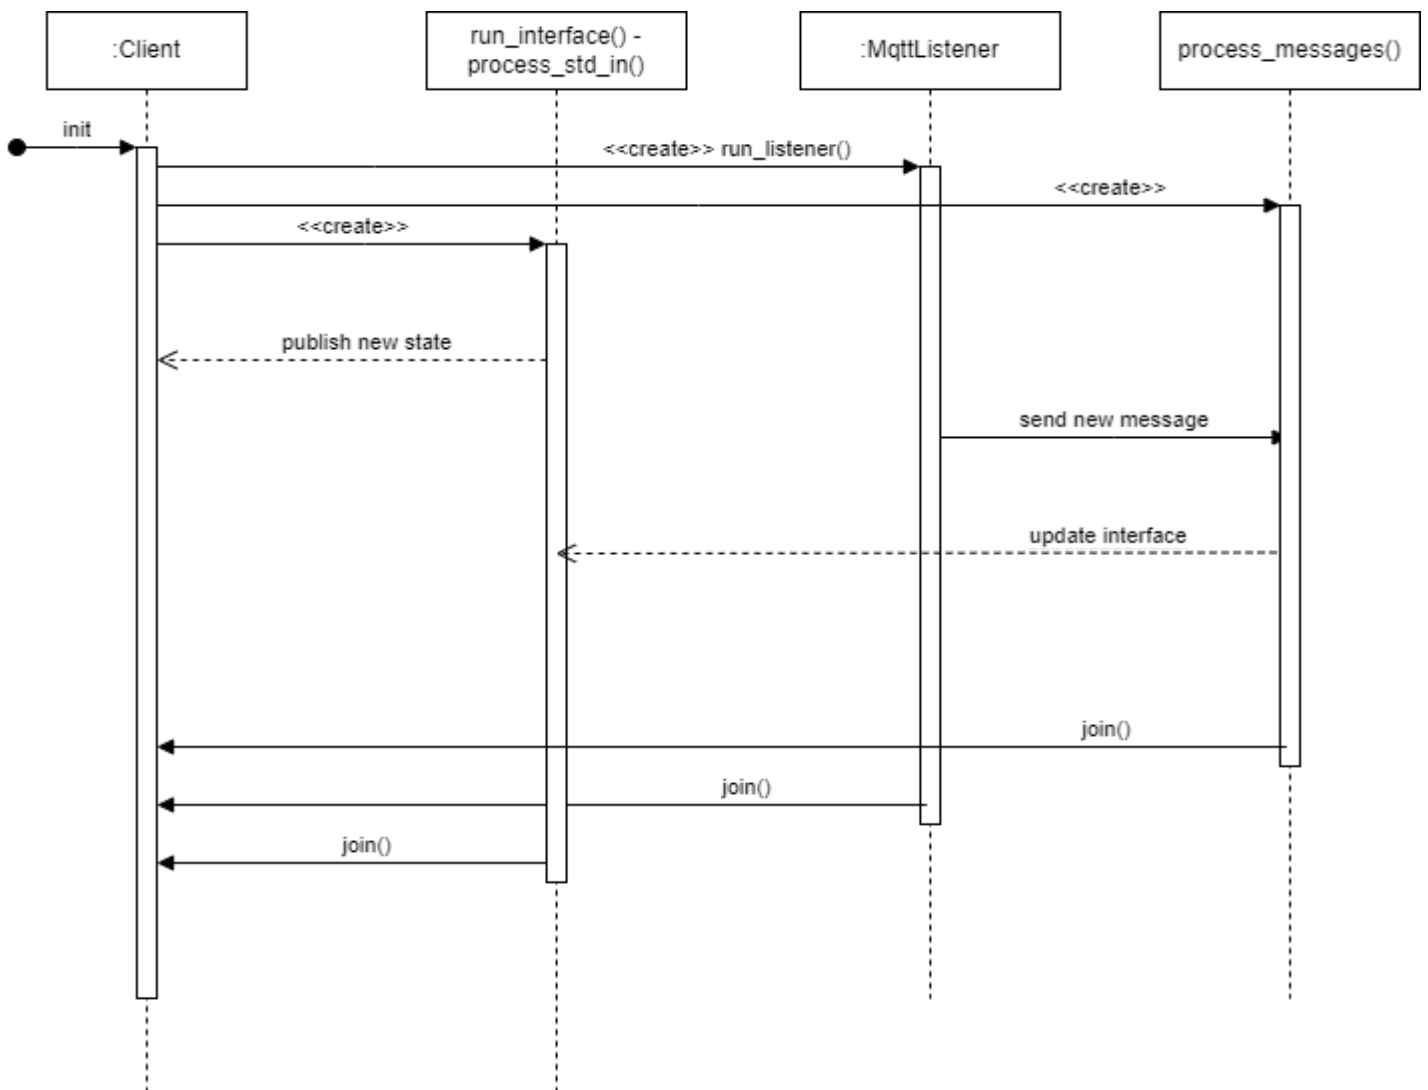 :Client
run_interface() -
process_std_in()
:MqttListener
process_messages()
init
<<create>> run_listener()
<<create>>
<<create>>
publish new state
send new message
update interface
join()
join()
join()